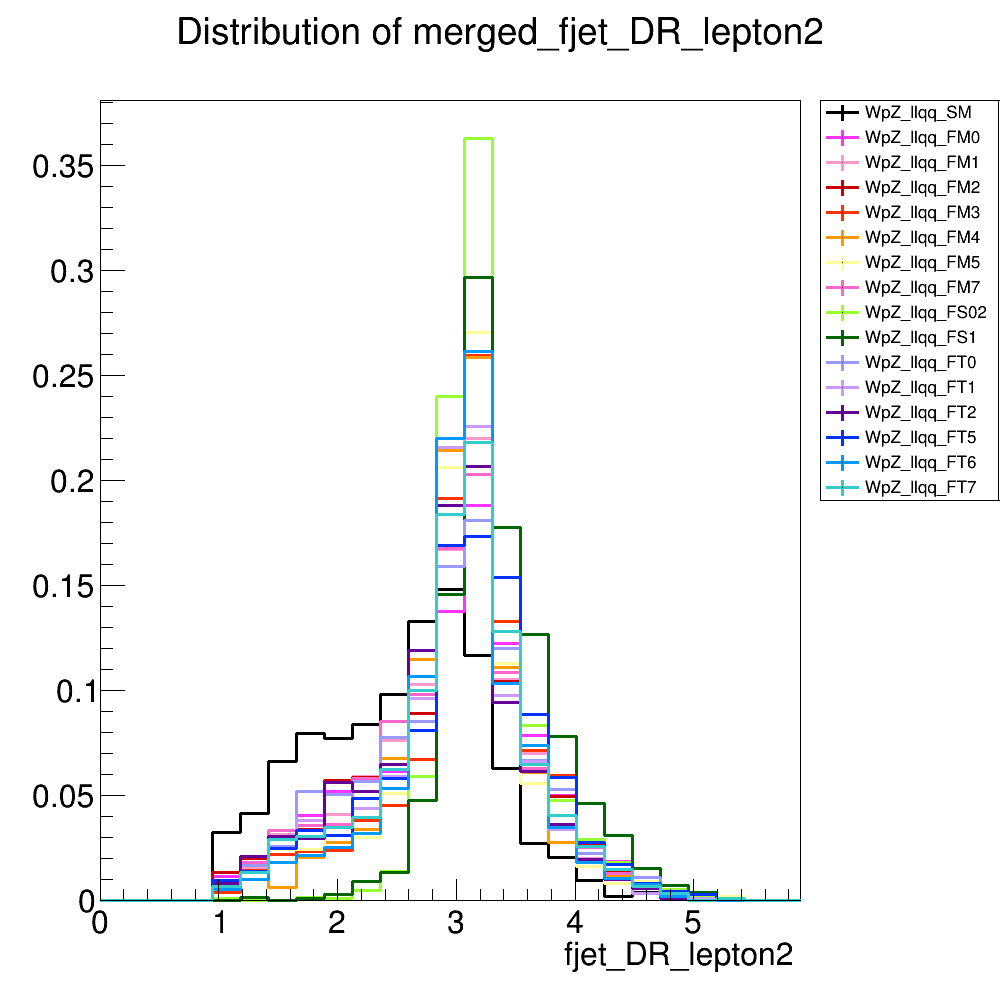 Distribution of merged_fjet_DR_lepton2
WpZ_llqq_SM
WpZ_llqq_FM0
WpZ_llqq_FM1
WpZ_llqq_FM2
WpZ_llqq_FM3
WpZ_llqq_FM4
WpZ_llqq_FM5
WpZ_llqq_FM7
WpZ_llqq_FS02
WpZ_llqq_FS1
WpZ_llqq_FT0
WpZ_llqq_FT1
WpZ_llqq_FT2
WpZ_llqq_FT5
WpZ_llqq_FT6
WpZ_llqq_FT7
0.35
0.3
0.25
0.2
0.15
0.1
0.05
0
0 1 2 3 4 5
fjet_DR_lepton2